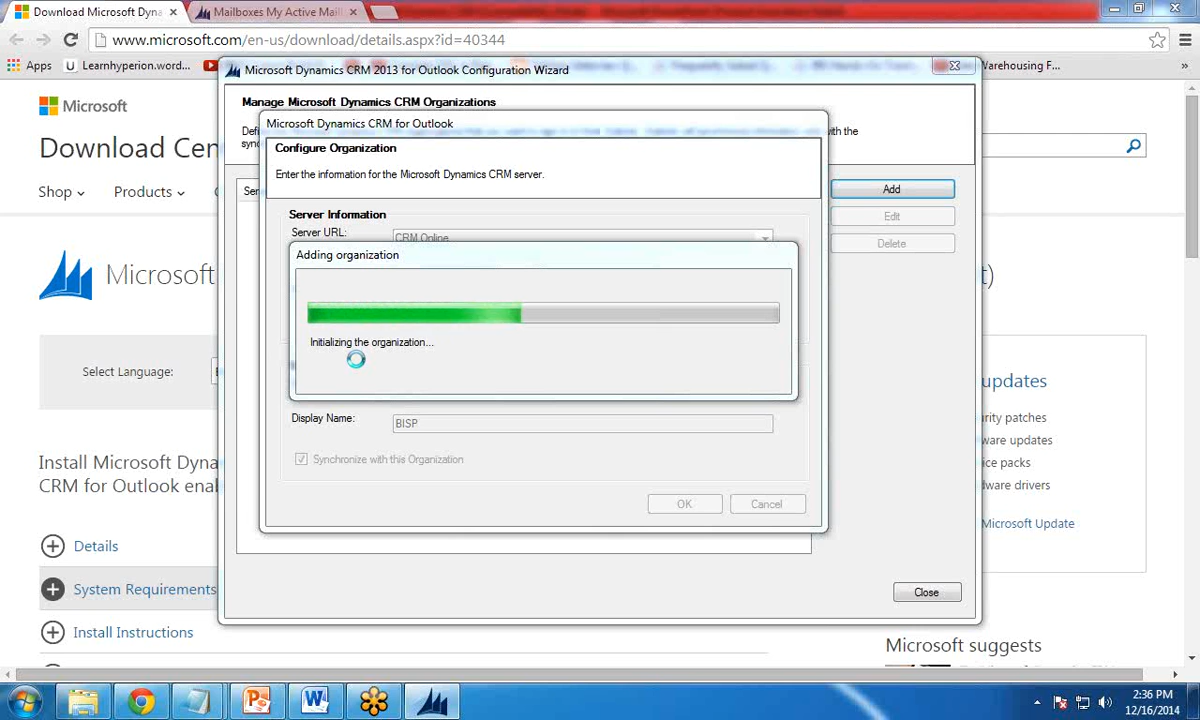 Download Microsoft Dyna
Mailboxes My Active Mail
www.microsoft.com/en-us/download/details.aspx?id=40344
Apps
Learnhyperion.word...
Warehousing F...
»
Microsoft Dynamics CRM 2013 for Outlook Configuration Wizard
Microsoft
Manage Microsoft Dynamics CRM Organizations
Microsoft Dynamics CRM for Outlook
with the
sync
Download Cen
Configure Organization
Enter the information for the Microsoft Dynamics CRM server.
Shop
Products
Add
Edit
Delete
Server Information
Server URL:
CRM Online
Adding organization
Microsoft
t)
Initializing the organization...
Select Language:
updates
Display Name:
BISP
urity patches
ware updates
Synchronize with this Organization
ice packs
dware drivers
Install Microsoft Dyna
CRM for Outlook enab
OK
Cancel
Microsoft Update
Details
System Requirements
Close
Install Instructions
Microsoft suggests
2:36 PM
12/16/2014